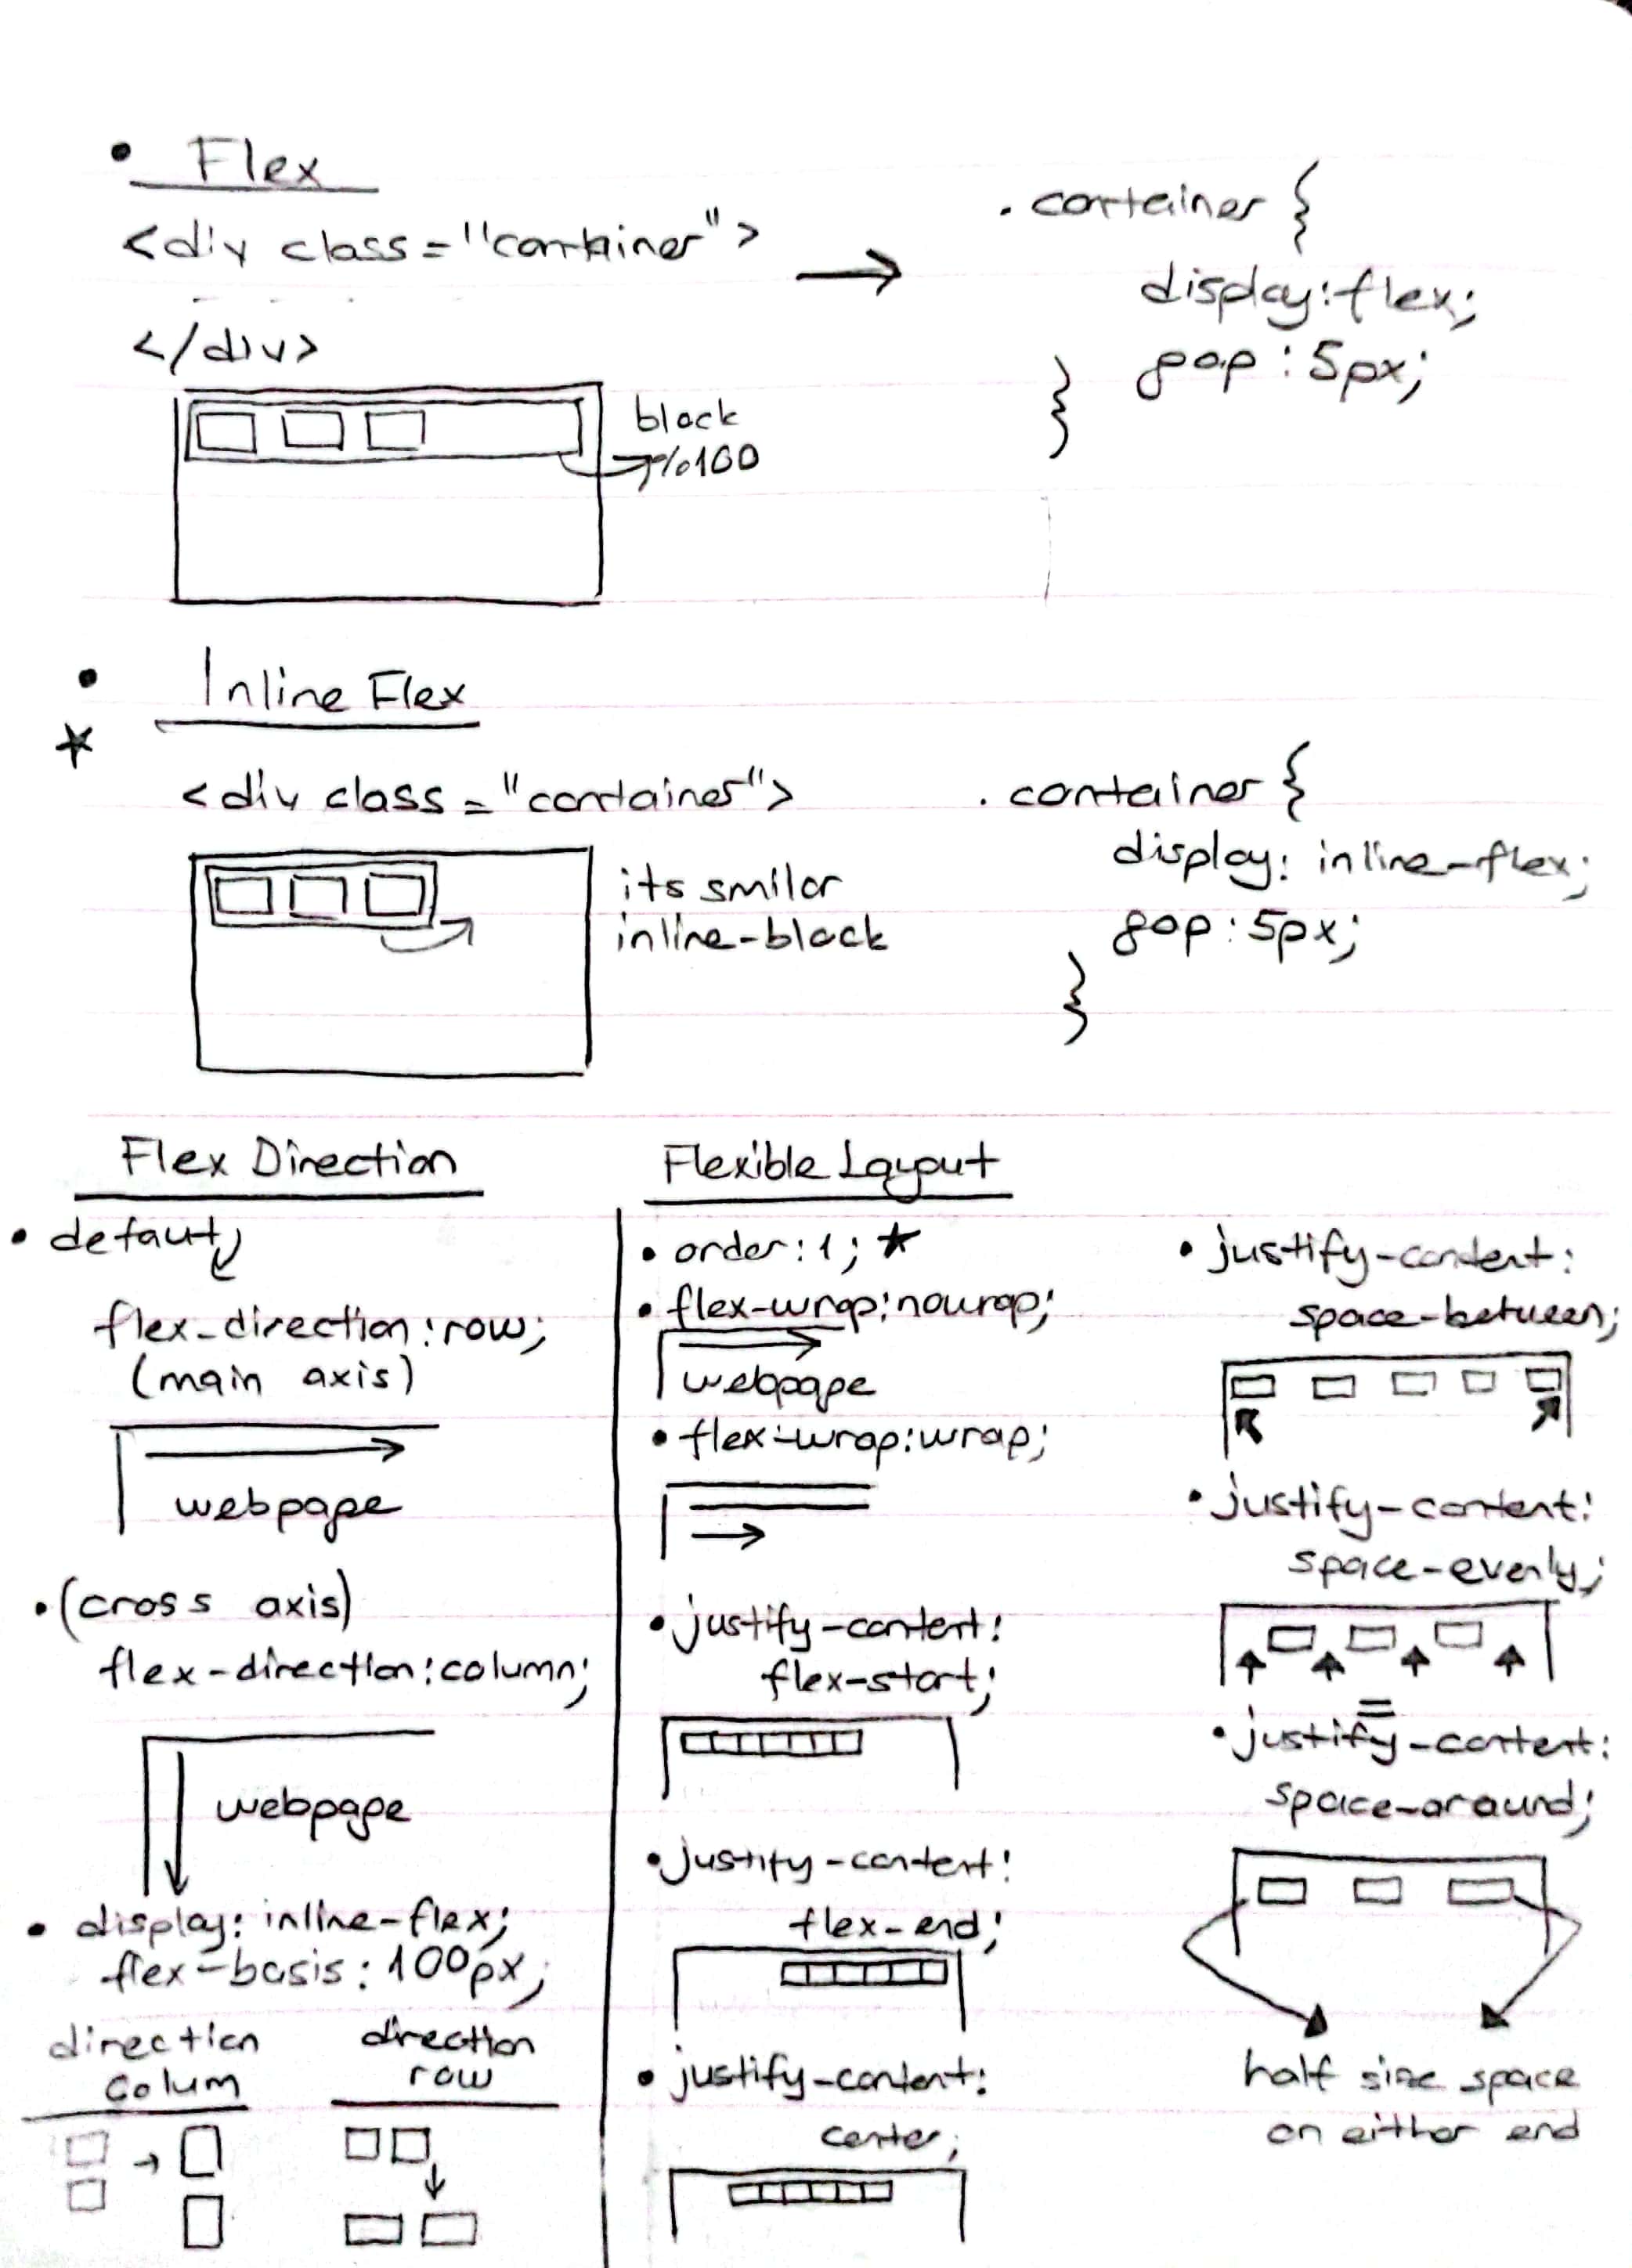 • Flex
<div class="container">
</div>
block
%100
→
.container {
display:flex;
gap:5px;
}
• Inline Flex
<div class="container">
its smilar
inline-block
.container {
display: inline-flex;
gap:5px;
}
Flex Direction
• defaut
flex-direction:row;
(main axis)
webpage
• (cross axis)
flex-direction:column;
webpage
• display: inline-flex;
flex-basis: 100px;
direction
Colum
direction
row
Flexible Layout
• order:1;
• flex-wrap:nowrap;
webpage
• flex-wrap:wrap;
• justify-content:
flex-start;
• justify-content:
flex-end;
• justify-content:
center;
• justify-content:
space-between;
• justify-content:
space-evenly;
• justify-content:
space-around;
half size space
on either end